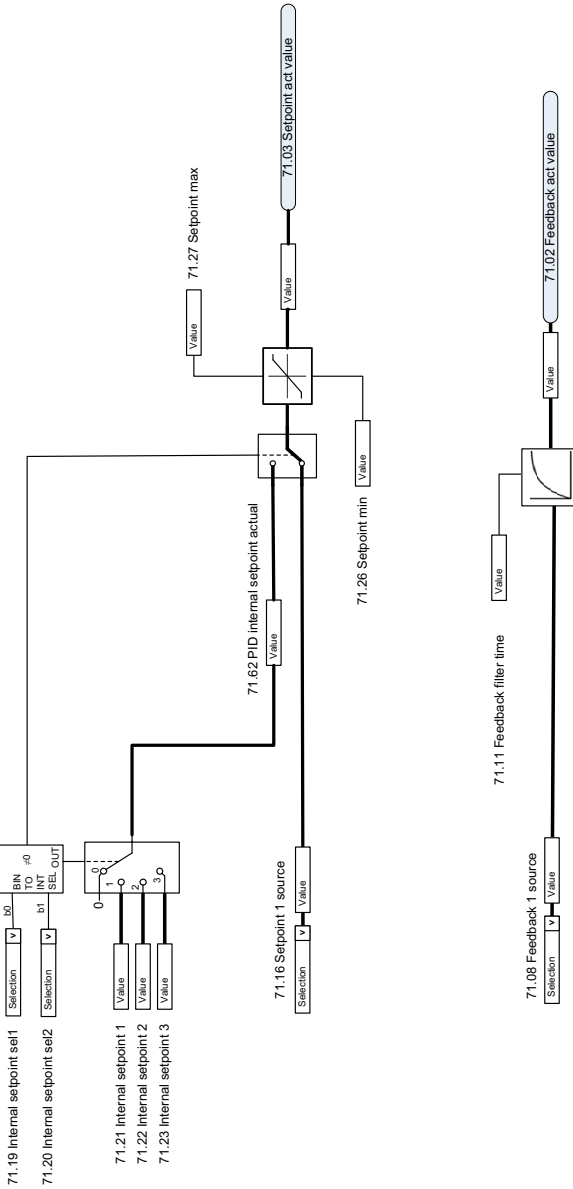 71.19 Internal setpoint sel1
Selection
v
b0
71.20 Internal setpoint sel2
Selection
v
b1
BIN
TO
INT
SEL
≠0
OUT
0
0
1
2
3
71.21 Internal setpoint 1
Value
71.22 Internal setpoint 2
Value
71.23 Internal setpoint 3
Value
71.62 PID internal setpoint actual
Value
71.16 Setpoint 1 source
Selection
v
Value
71.27 Setpoint max
Value
71.26 Setpoint min
Value
Value
71.03 Setpoint act value
71.11 Feedback filter time
Value
71.08 Feedback 1 source
Selection
v
Value
Value
71.02 Feedback act value